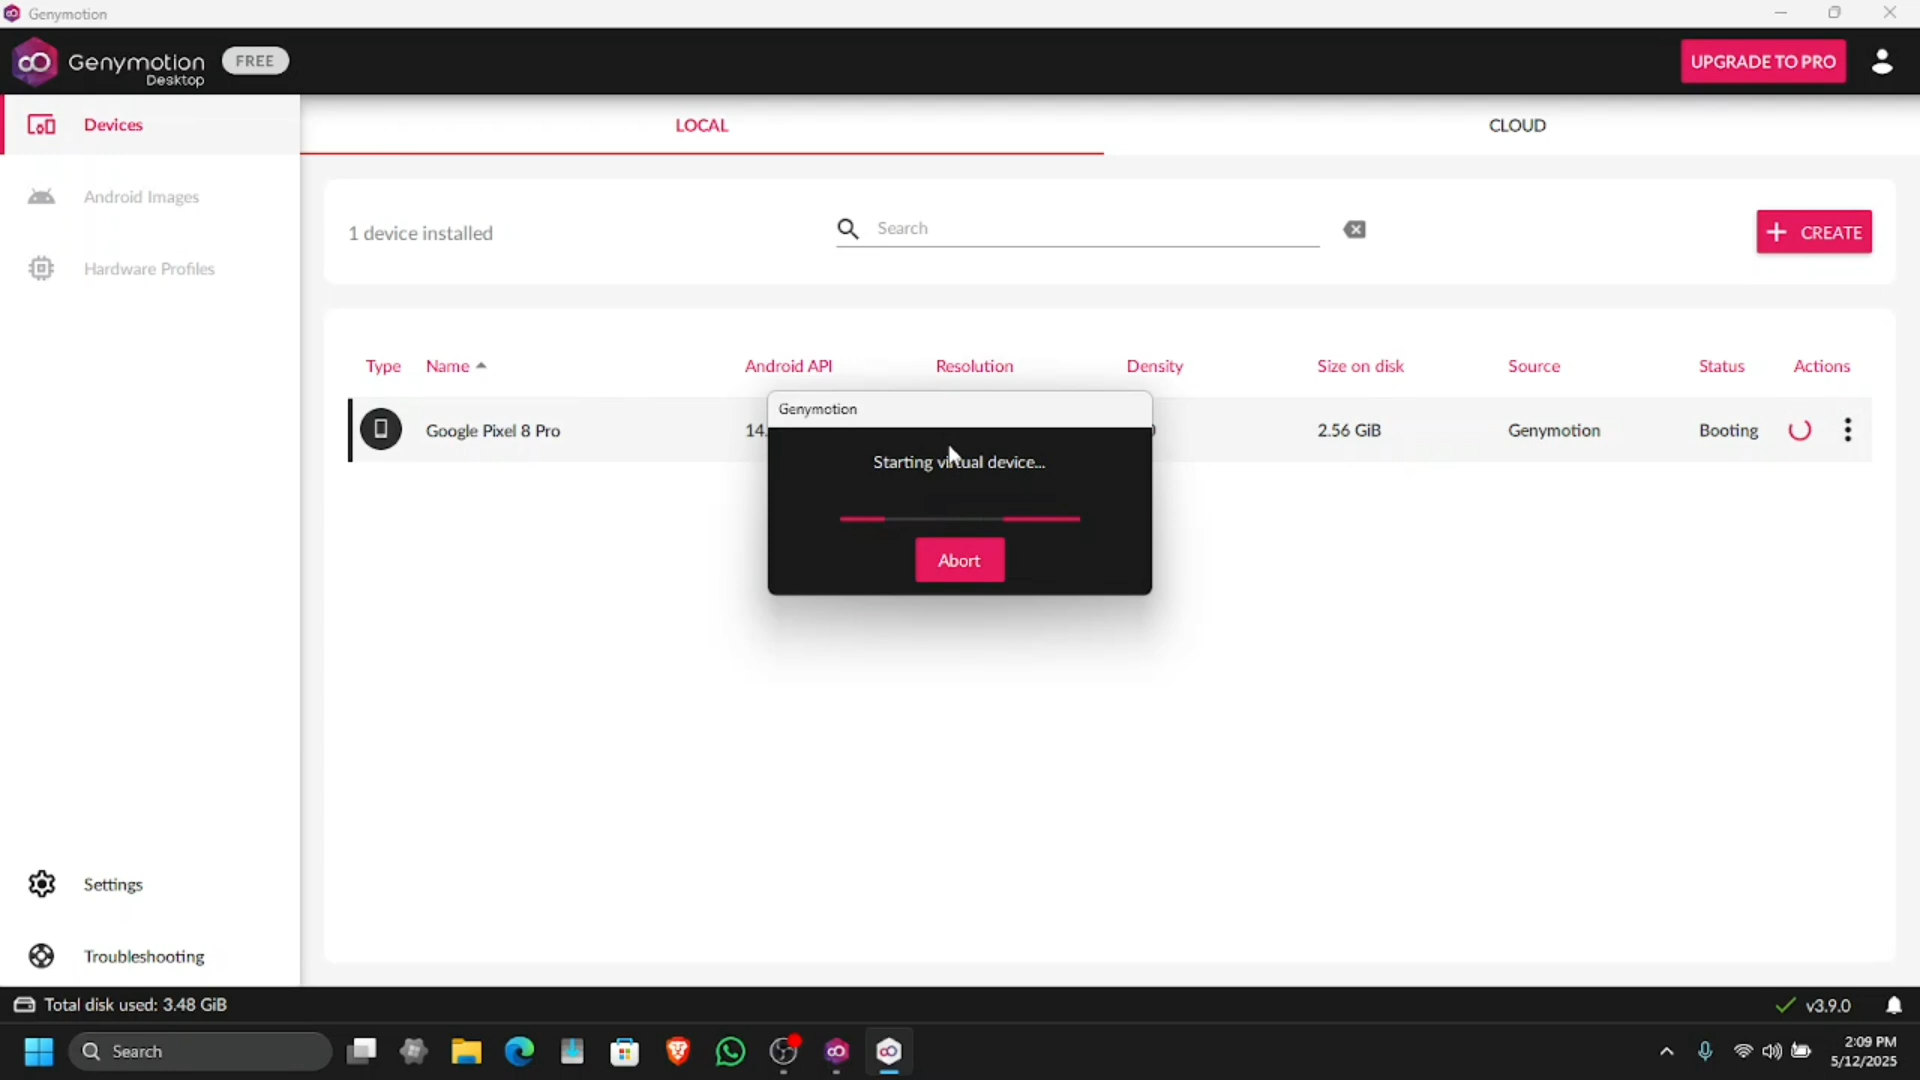 Genymotion
Genymotion
Desktop
FREE
UPGRADE TO PRO
Devices
Android Images
Hardware Profiles
LOCAL
CLOUD
1 device installed
Search
CREATE
Type Name Android API Resolution Density Size on disk Source Status Actions
Google Pixel 8 Pro 14. 2.56 GiB Genymotion Booting
Genymotion
Starting virtual device...
Abort
Settings
Troubleshooting
Total disk used: 3.48 GiB
v3.9.0
Search
2:09 PM
5/12/2025